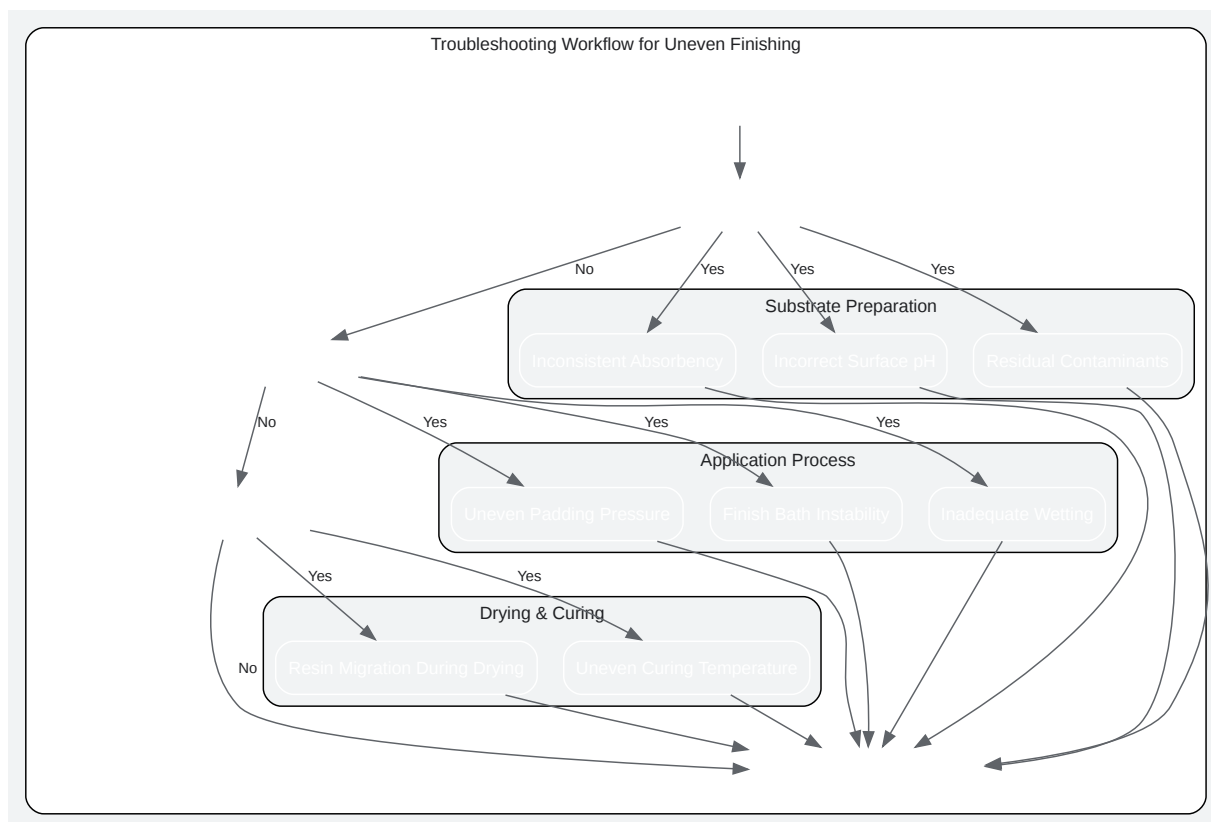 Troubleshooting Workflow for Uneven Finishing
No
Yes
Yes
Yes
Substrate Preparation
Inconsistent Absorbency
Incorrect Surface pH
Residual Contaminants
No
Yes
Yes
Yes
Application Process
Uneven Padding Pressure
Finish Bath Instability
Inadequate Wetting
Yes
Yes
Drying & Curing
No
Resin Migration During Drying
Uneven Curing Temperature